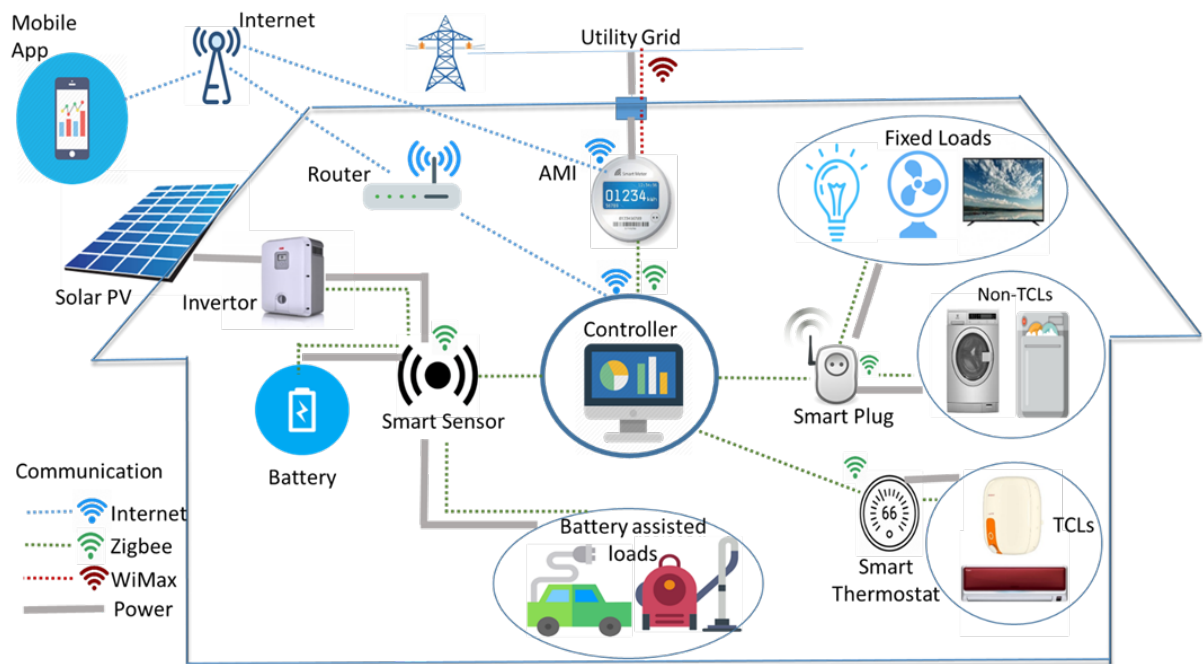 Mobile
App
Internet
Utility Grid
Router
AMI
01234 kWh
Fixed Loads
Solar PV
Invertor
Controller
Non-TCLs
Smart Sensor
Smart Plug
Battery
Communication
Internet
Zigbee
WiMax
Power
Battery assisted
loads
66
Smart
Thermostat
TCLs